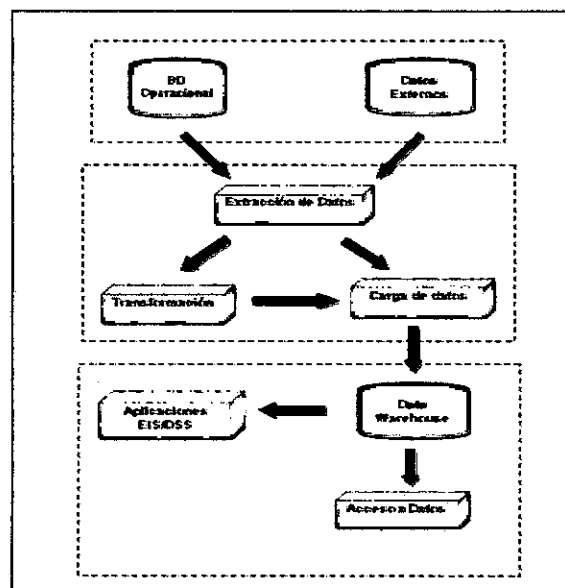 BD
Operacional
Datos
Externos
Extracción de Datos
Transformación
Carga de datos
Aplicaciones
EIS/DSS
Data
Warehouse
Acceso a Datos